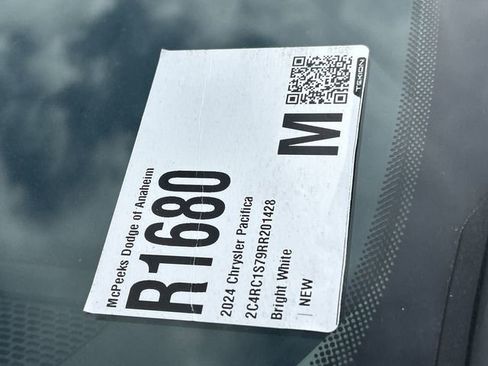 McPeeks Dodge of Anaheim
R1680
2024 Chrysler Pacifica
2C4RC1S79RR201428
Bright White
NEW
M
TEKION